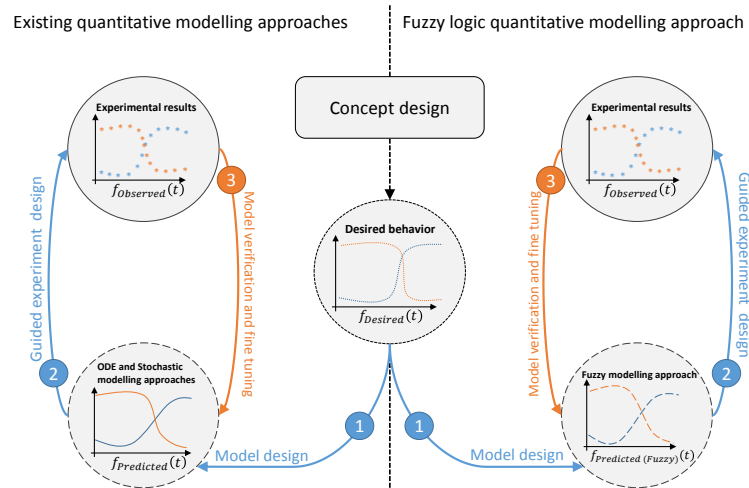 Existing quantitative modelling approaches
Fuzzy logic quantitative modelling approach
Concept design
Experimental results
f_Observed(t)
Experimental results
f_Observed(t)
3
Model verification and fine tuning
Guided experiment design
2
Desired behavior
f_Desired(t)
3
Model verification and fine tuning
Guided experiment design
2
ODE and Stochastic
modelling approaches
f_Predicted(t)
Fuzzy modelling approach
f_Predicted (Fuzzy)(t)
1
1
Model design
Model design